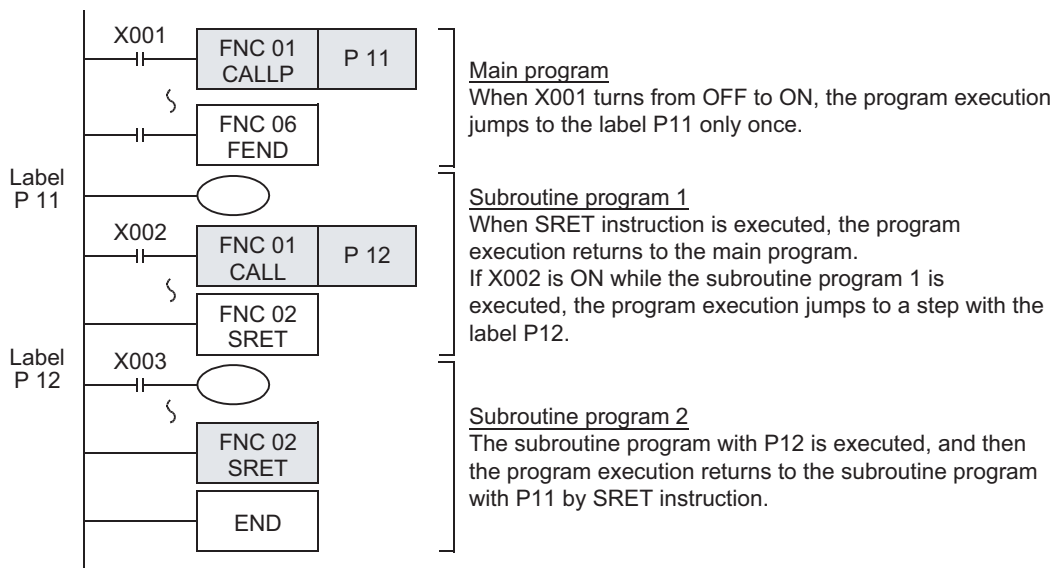 X001
FNC 01
CALLP
P 11
FNC 06
FEND
Main program
When X001 turns from OFF to ON, the program execution
jumps to the label P11 only once.
Label
P 11
X002
FNC 01
CALL
P 12
FNC 02
SRET
Subroutine program 1
When SRET instruction is executed, the program
execution returns to the main program.
If X002 is ON while the subroutine program 1 is
executed, the program execution jumps to a step with the
label P12.
Label
P 12
X003
FNC 02
SRET
END
Subroutine program 2
The subroutine program with P12 is executed, and then
the program execution returns to the subroutine program
with P11 by SRET instruction.